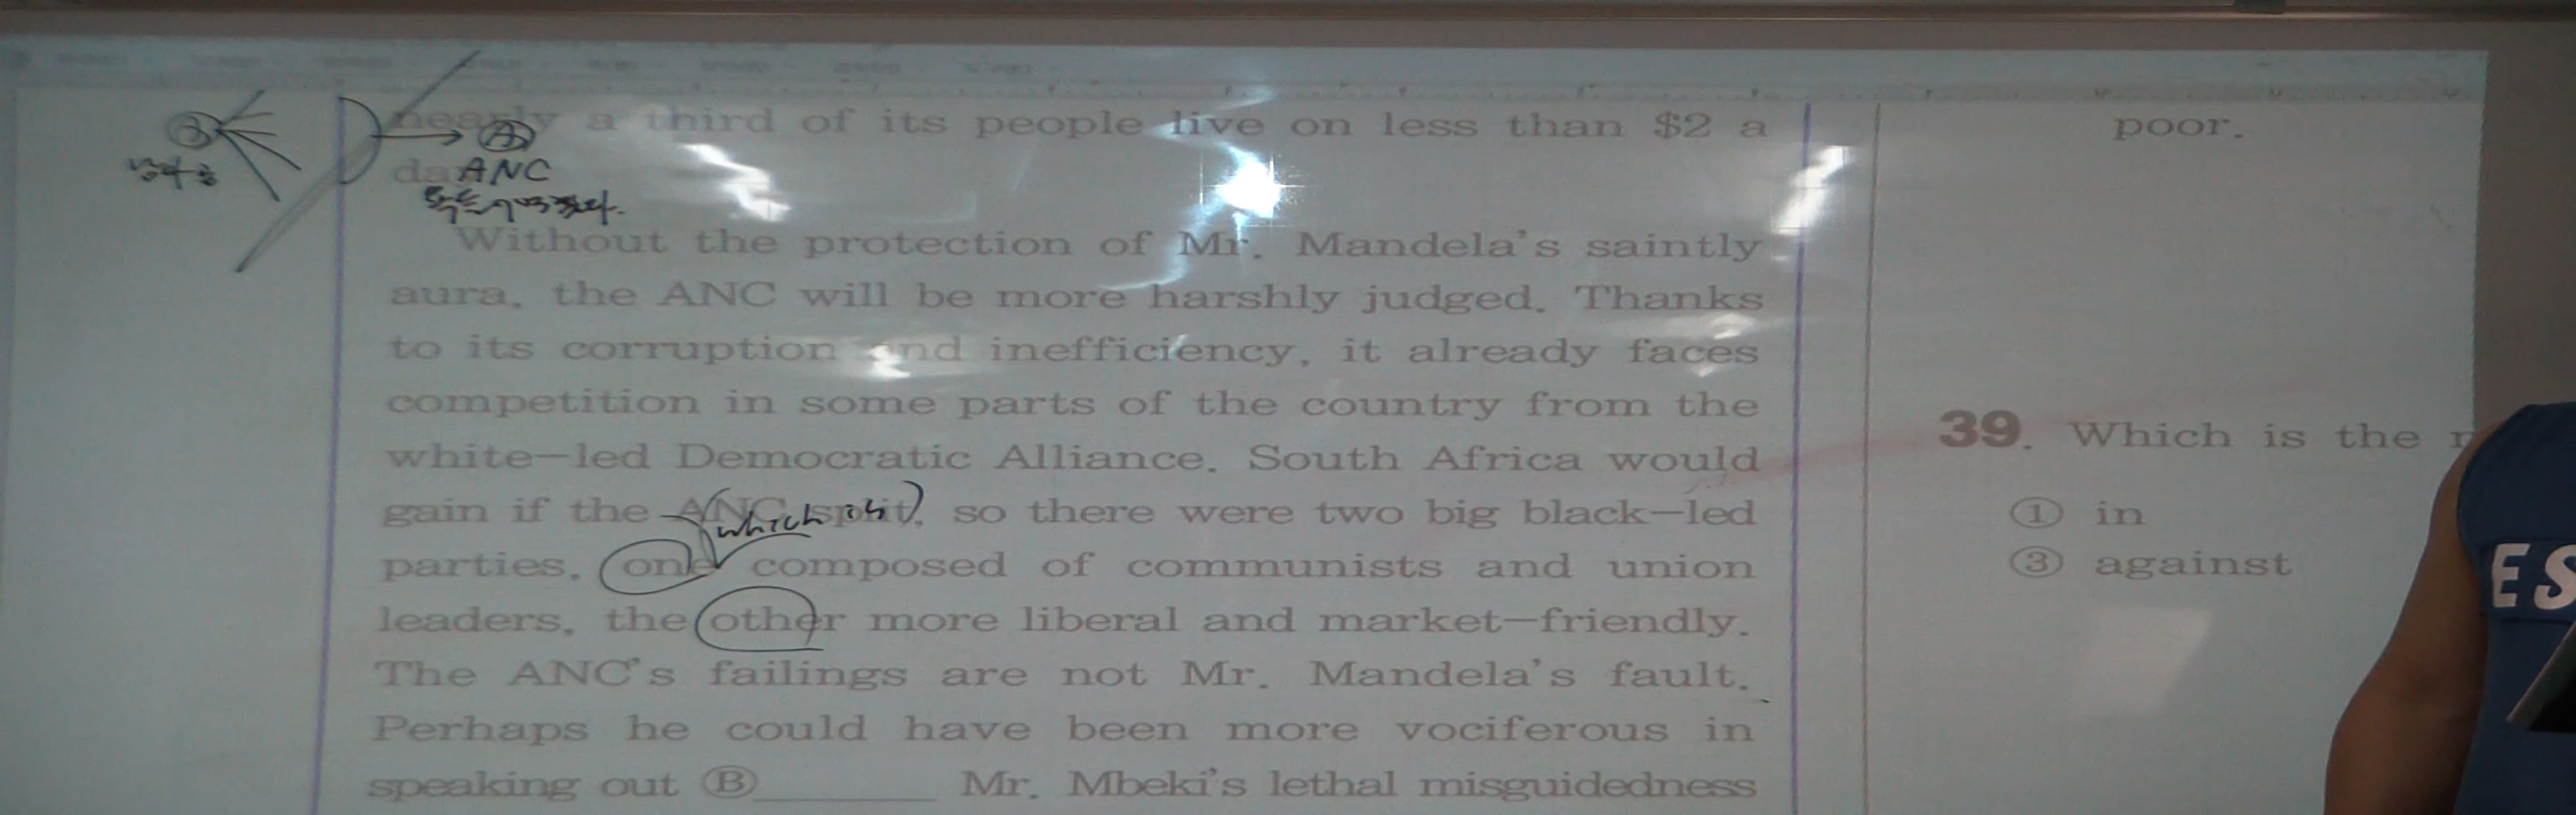 nearly a third of its people live on less than $2 a
da
A
ANC
Without the protection of Mr. Mandela's saintly
aura, the ANC will be more harshly judged. Thanks
to its corruption and inefficiency, it already faces
competition in some parts of the country from the
white-led Democratic Alliance. South Africa would
gain if the ANC split, so there were two big black-led
(which is)
parties, one composed of communists and union
leaders, the other more liberal and market-friendly.
The ANC's failings are not Mr. Mandela's fault.
Perhaps he could have been more vociferous in
speaking out Ⓑ______ Mr. Mbeki's lethal misguidedness
poor.
39. Which is the
① in
③ against
ES